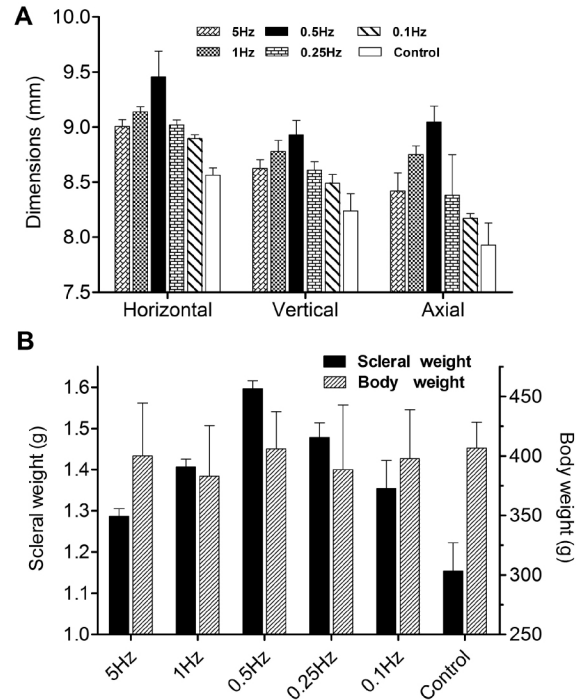 A
5Hz 0.5Hz 0.1Hz
1Hz 0.25Hz Control
Dimensions (mm)
10.0
9.5
9.0
8.5
8.0
7.5
Horizontal Vertical Axial
B
Scleral weight
Body weight
Scleral weight (g)
1.6
1.5
1.4
1.3
1.2
1.1
1.0
450
400
350
300
250
Body weight (g)
5Hz 1Hz 0.5Hz 0.25Hz 0.1Hz Control